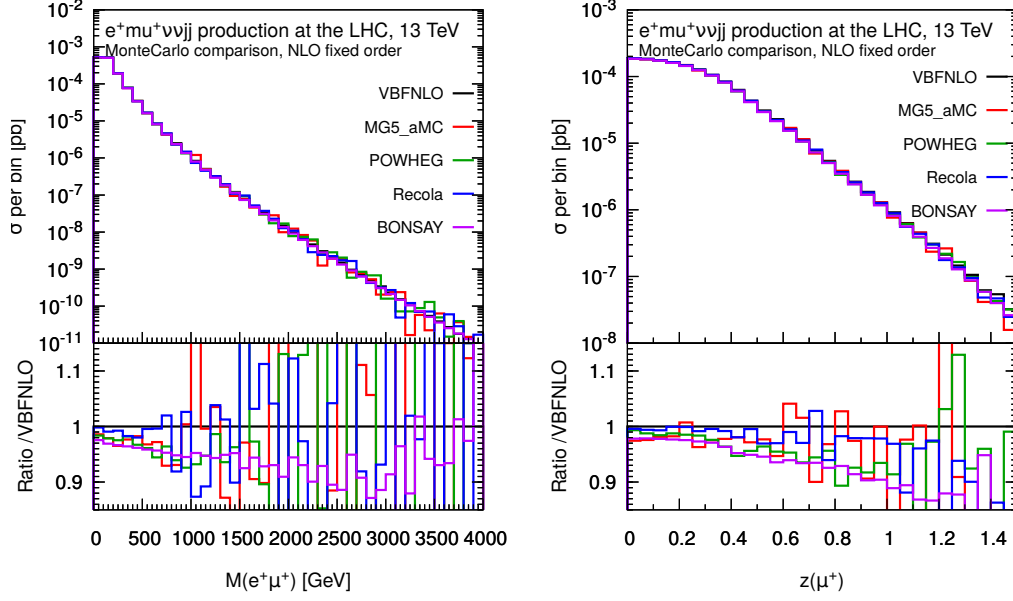 e⁺mu⁺ννjj production at the LHC, 13 TeV
MonteCarlo comparison, NLO fixed order
VBFNLO
MG5_aMC
POWHEG
Recola
BONSAY
σ per bin [pb]
10⁻²
10⁻³
10⁻⁴
10⁻⁵
10⁻⁶
10⁻⁷
10⁻⁸
10⁻⁹
10⁻¹⁰
10⁻¹¹
Ratio /VBFNLO
1.1
1
0.9
0 500 1000 1500 2000 2500 3000 3500 4000
M(e⁺μ⁺) [GeV]
e⁺mu⁺ννjj production at the LHC, 13 TeV
MonteCarlo comparison, NLO fixed order
VBFNLO
MG5_aMC
POWHEG
Recola
BONSAY
σ per bin [pb]
10⁻³
10⁻⁴
10⁻⁵
10⁻⁶
10⁻⁷
10⁻⁸
Ratio /VBFNLO
1.1
1
0.9
0 0.2 0.4 0.6 0.8 1 1.2 1.4
z(μ⁺)